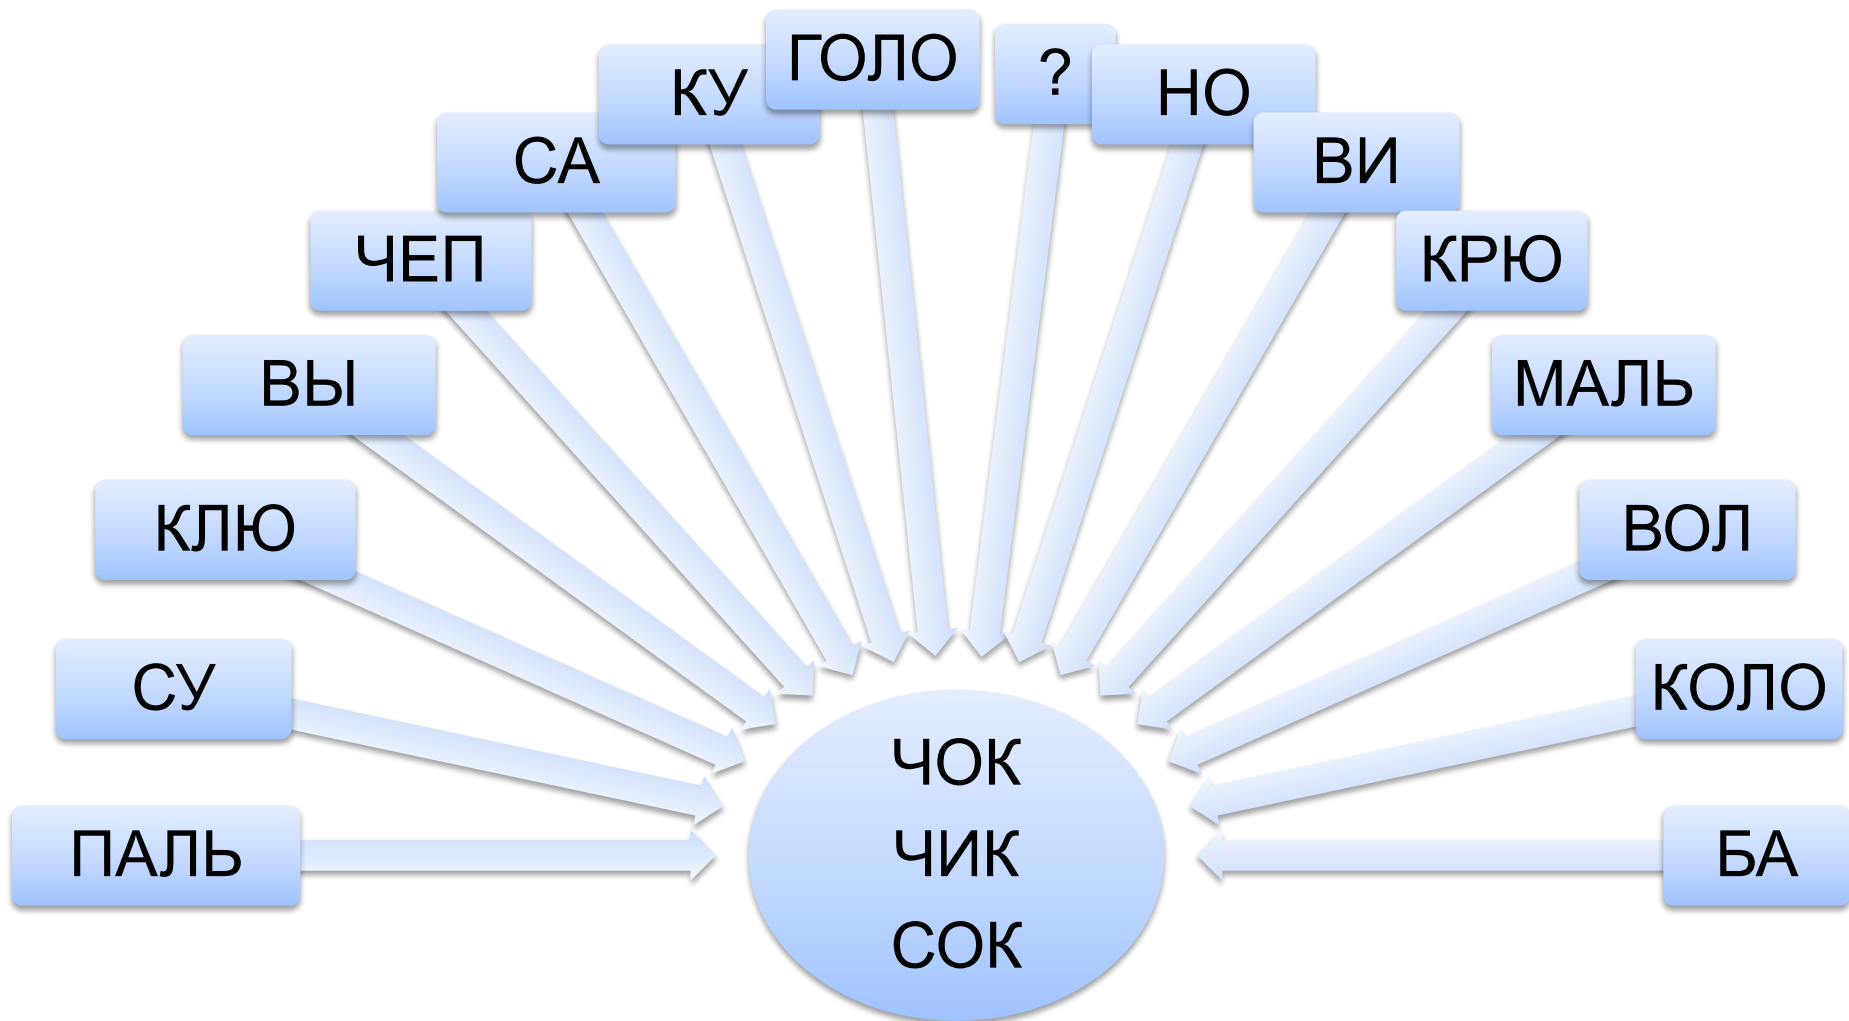 ПАЛЬ
СУ
КЛЮ
ВЫ
ЧЕП
СА
КУ
ГОЛО
?
НО
ВИ
КРЮ
МАЛЬ
ВОЛ
КОЛО
БА
ЧОК
ЧИК
СОК